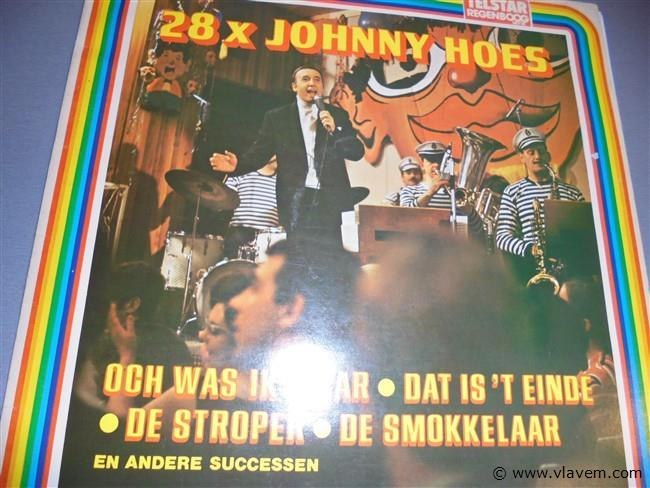 TELSTAR
REGENBOOG
28 X JOHNNY HOES
OCH WAS • DAT IS 'T EINDE
• DE STROPER • DE SMOKKELAAR
EN ANDERE SUCCESSEN
© www.vlavem.com